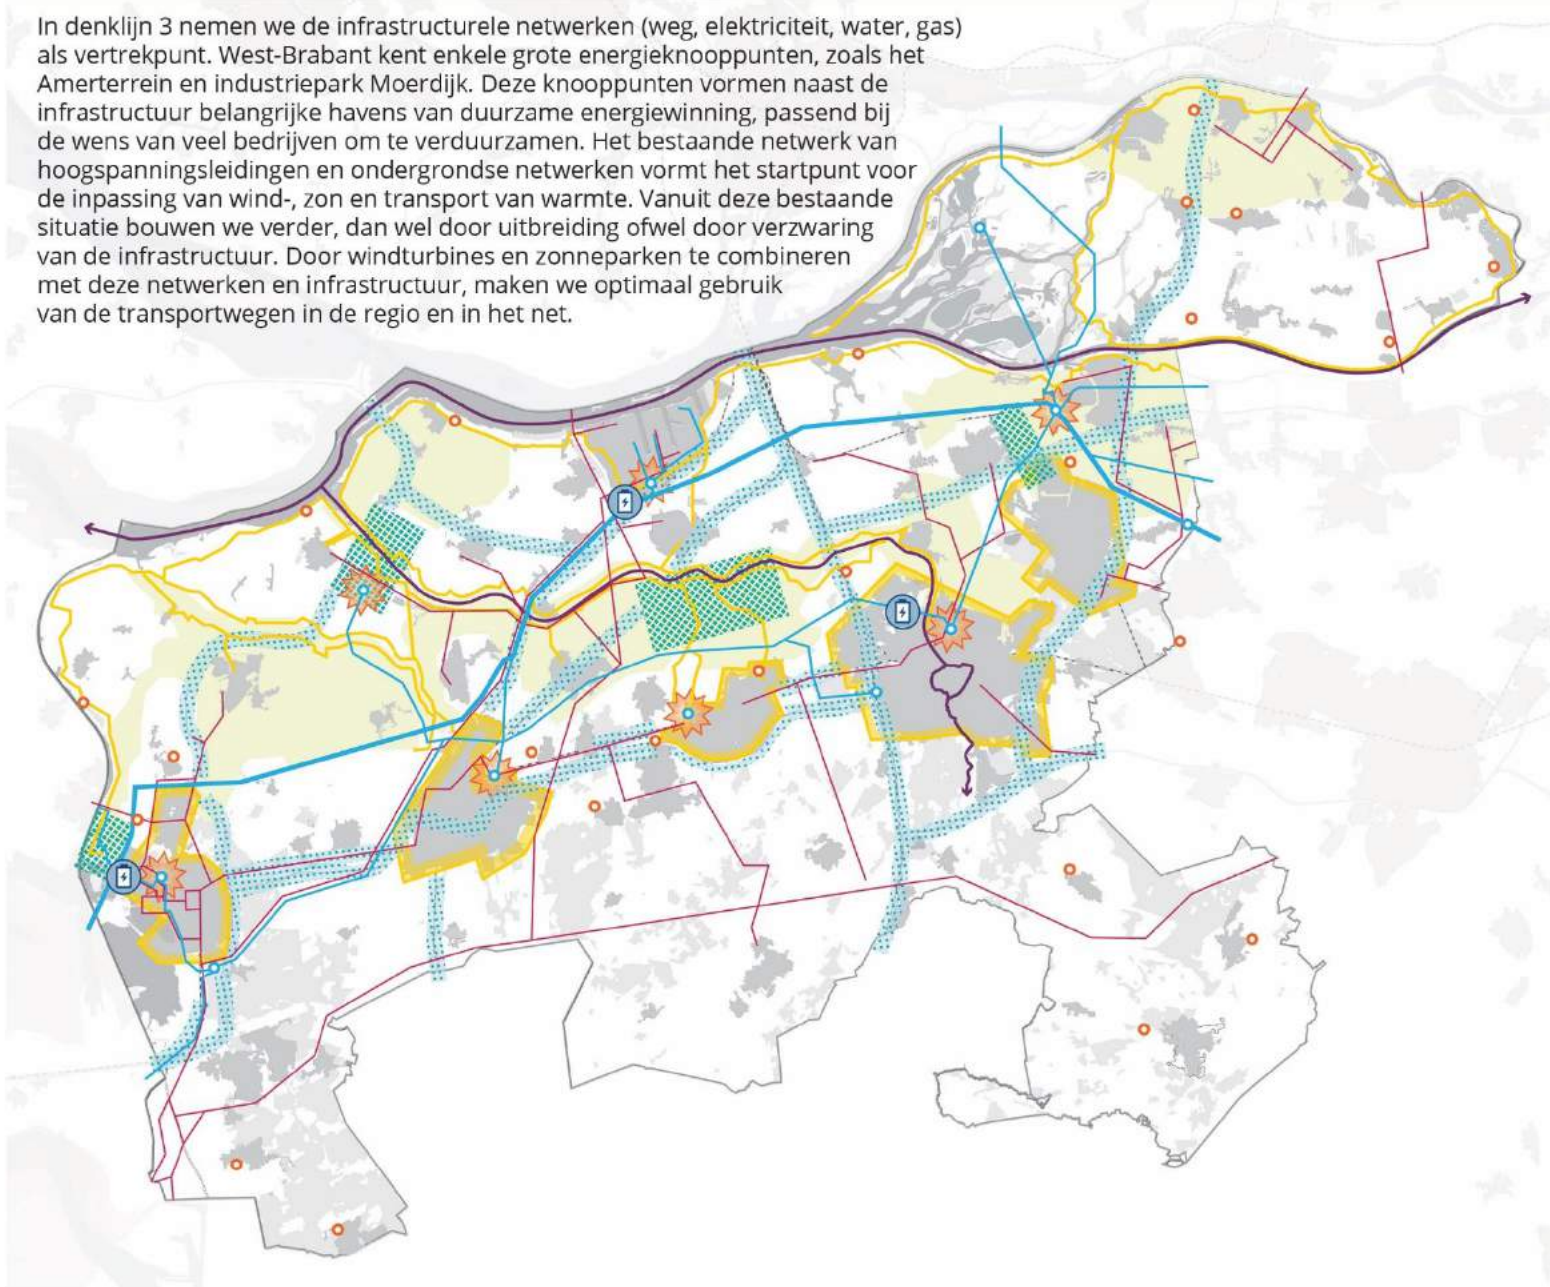 In denklijn 3 nemen we de infrastructurele netwerken (weg, elektriciteit, water, gas)
als vertrekpunt. West-Brabant kent enkele grote energieknooppunten, zoals het
Amerterrein en industriepark Moerdijk. Deze knooppunten vormen naast de
infrastructuur belangrijke havens van duurzame energiewinning, passend bij
de wens van veel bedrijven om te verduurzamen. Het bestaande netwerk van
hoogspanningsleidingen en ondergrondse netwerken vormt het startpunt voor
de inpassing van wind-, zon en transport van warmte. Vanuit deze bestaande
situatie bouwen we verder, dan wel door uitbreiding ofwel door verzwaring
van de infrastructuur. Door windturbines en zonneparken te combineren
met deze netwerken en infrastructuur, maken we optimaal gebruik
van de transportwegen in de regio en in het net.